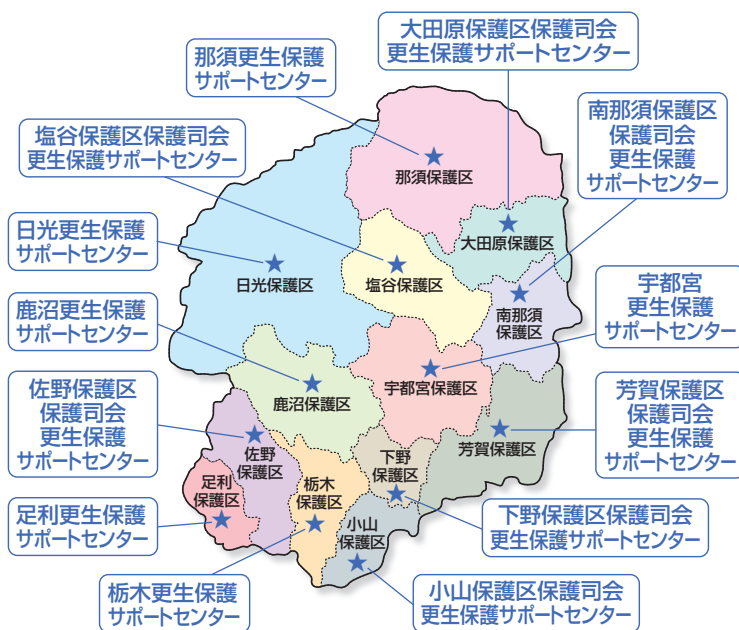 大田原保護区保護司会
更生保護サポートセンター
那須更生保護
サポートセンター
南那須保護区
保護司会
更生保護
サポートセンター
塩谷保護区保護司会
更生保護サポートセンター
日光更生保護
サポートセンター
宇都宮
更生保護
サポートセンター
鹿沼更生保護
サポートセンター
佐野保護区
保護司会
更生保護
サポートセンター
芳賀保護区
保護司会
更生保護
サポートセンター
足利更生保護
サポートセンター
下野保護区保護司会
更生保護サポートセンター
栃木更生保護
サポートセンター
小山保護区保護司会
更生保護サポートセンター
那須保護区
大田原保護区
日光保護区
塩谷保護区
南那須
保護区
鹿沼保護区
宇都宮保護区
芳賀保護区
佐野
保護区
下野
保護区
足利
保護区
栃木
保護区
小山
保護区